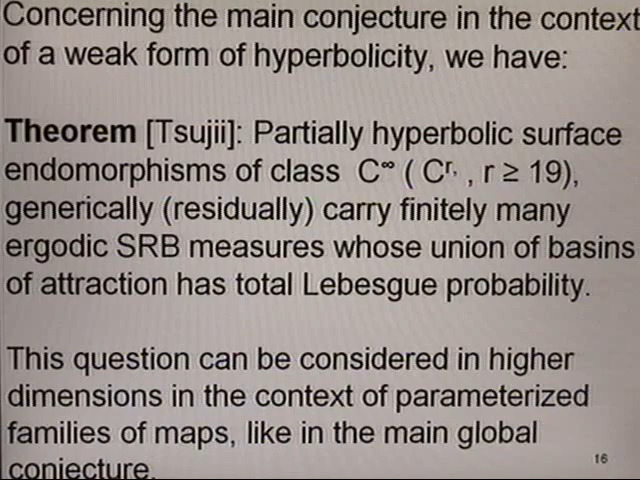 Concerning the main conjecture in the context
of a weak form of hyperbolicity, we have:
Theorem [Tsujii]: Partially hyperbolic surface
endomorphisms of class C∞ ( Cr, , r ≥ 19),
generically (residually) carry finitely many
ergodic SRB measures whose union of basins
of attraction has total Lebesgue probability.
This question can be considered in higher
dimensions in the context of parameterized
families of maps, like in the main global
conjecture.
16